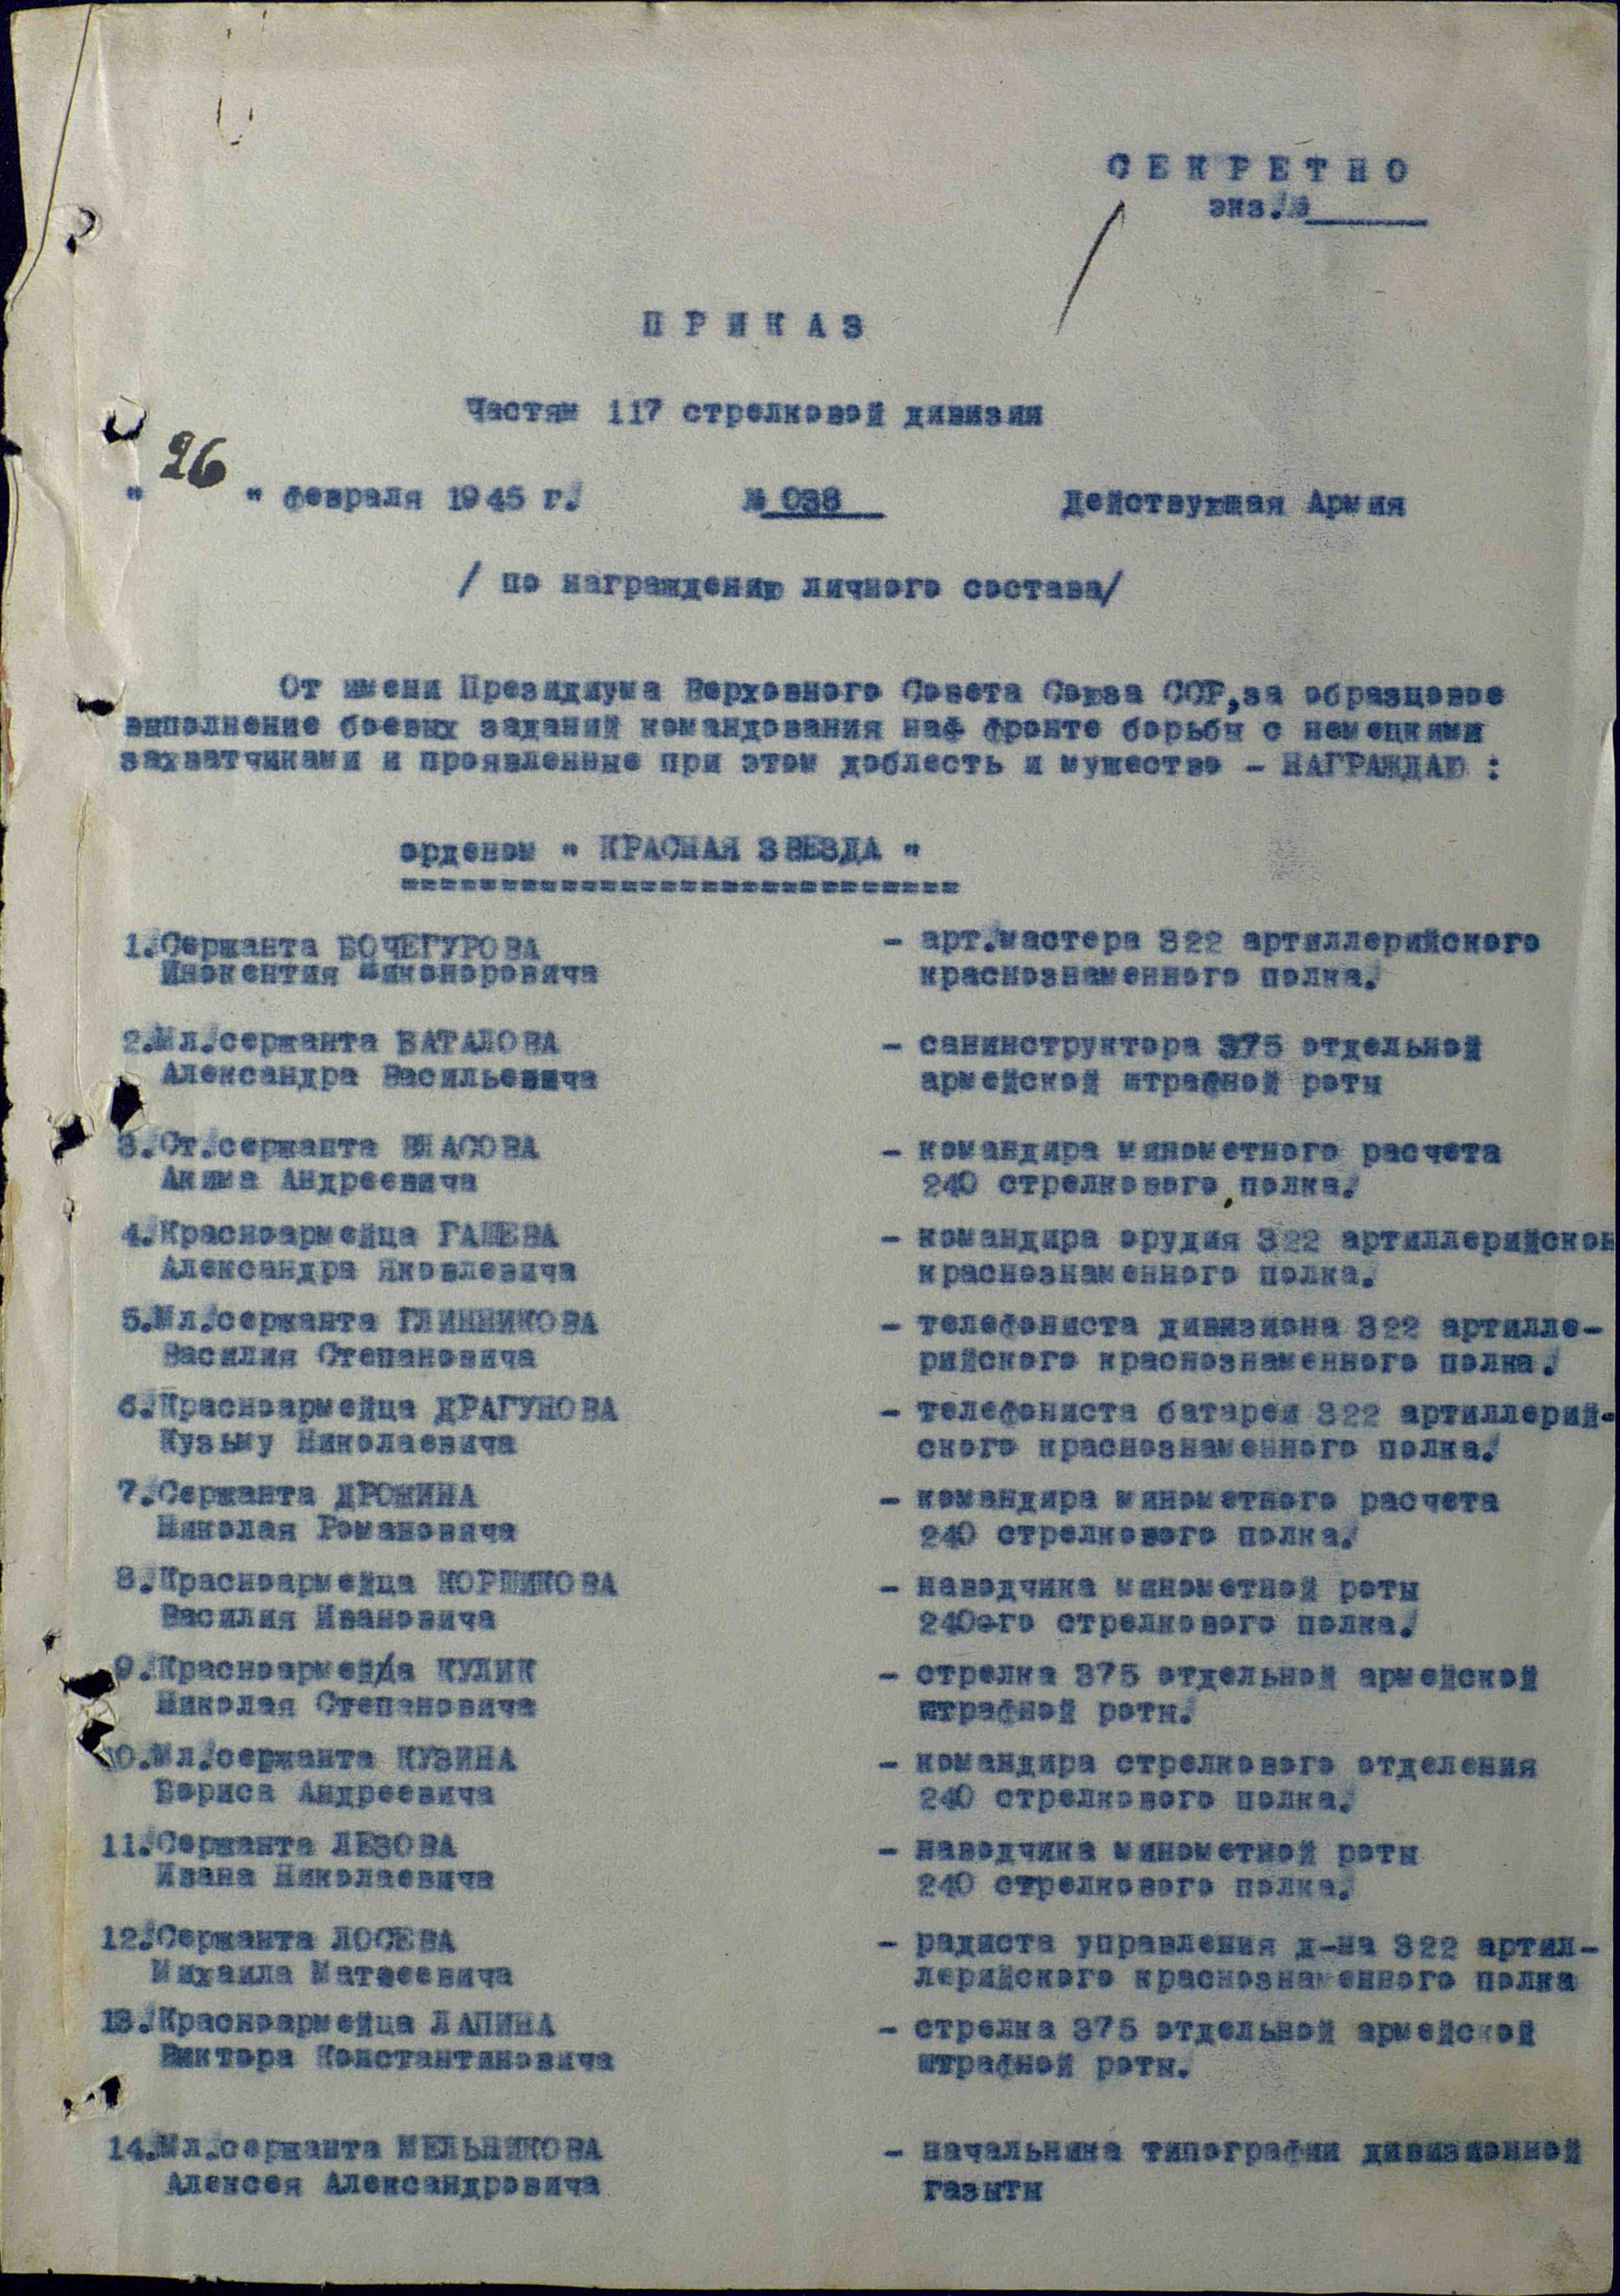 СЕКРЕТНО
экз.№
ПРИКАЗ
Частям 117 стрелковой дивизии
" 26 " февраля 1945 г. № 038 Действующая Армия
/ по награждению личного состава/
От имени Президиума Верховного Совета Союза ССР,за образцовое
выполнение боевых заданий командования на фронте борьбы с немецкими
захватчиками и проявленные при этом доблесть и мужество - НАГРАЖДАЮ :
орденом " КРАСНАЯ ЗВЕЗДА "
1.Сержанта БОЧЕГУРОВА - арт.мастера 322 артиллерийского
Инокентия Никоноровича краснознаменного полка.
2.Мл.сержанта БАТАЛОВА - санинструктора 375 отдельной
Александра Васильевича армейской штрафной роты
3.Ст.сержанта ВЛАСОВА - командира минометного расчета
Акима Андреевича 240 стрелкового полка.
4.Красноармейца ГАШЕВА - командира орудия 322 артиллерийског
Александра Яковлевича краснознаменного полка.
5.Мл.сержанта ГЛИННИКОВА - телефониста дивизиона 322 артилле-
Василия Степановича рийского краснознаменного полка.
6.Красноармейца ДРАГУНОВА - телефониста батареи 322 артиллерий-
Кузьму Николаевича ского краснознаменного полка.
7.Сержанта ДРОЖИНА - командира минометного расчета
Николая Романовича 240 стрелкового полка.
8.Красноармейца КОРШИКОВА - наводчика минометной роты
Василия Ивановича 240ого стрелкового полка.
9.Красноармейца КУЛИК - стрелка 375 отдельной армейской
Николая Степановича штрафной роты.
10.Мл.сержанта КУЗИНА - командира стрелкового отделения
Бориса Андреевича 240 стрелкового полка.
11.Сержанта ЛЕЗОВА - наводчика минометной роты
Ивана Николаевича 240 стрелкового полка.
12.Сержанта ЛОСЕВА - радиста управления д-на 322 артил-
Михаила Матвеевича лерийского краснознаменного полка
13.Красноармейца ЛАПИНА - стрелка 375 отдельной армейской
Виктора Константиновича штрафной роты.
14.Мл.сержанта МЕЛЬНИКОВА - начальника типографии дивизионной
Алексея Александровича газыты